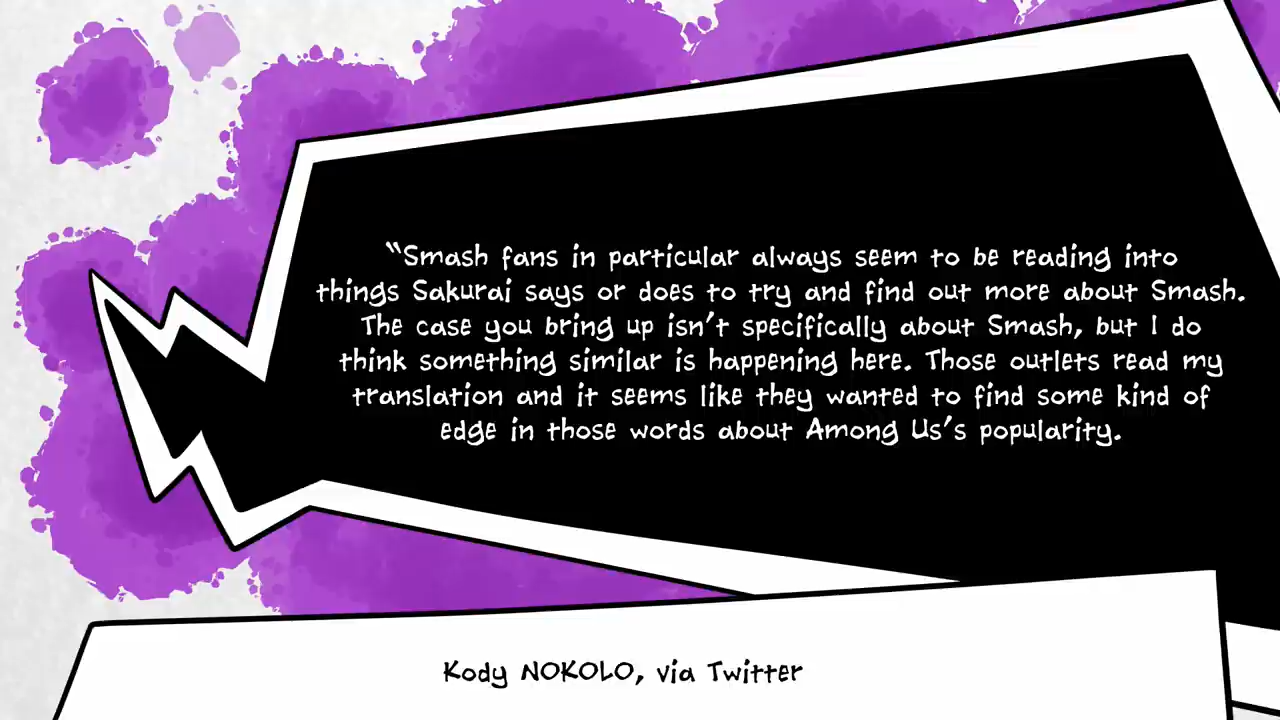 “Smash fans in particular always seem to be reading into
things Sakurai says or does to try and find out more about Smash.
The case you bring up isn’t specifically about Smash, but I do
think something similar is happening here. Those outlets read my
translation and it seems like they wanted to find some kind of
edge in those words about Among Us’s popularity.
Kody NOKOLO, via Twitter